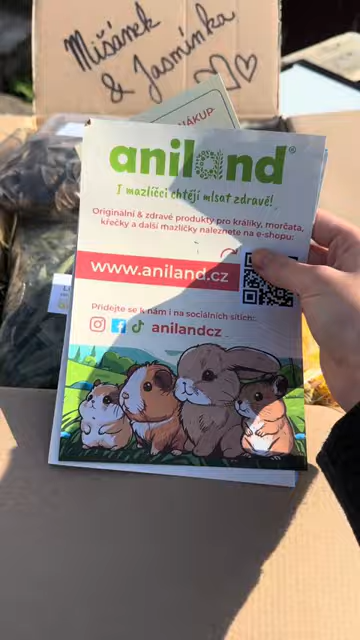 Mišánek
& Jasmínka
NÁKUP
aniland®
I mazlíčci chtějí mlsat zdravě!
Originální & zdravé produkty pro králíky, morčata,
křečky a další mazlíčky naleznete na e-shopu:
www.aniland.cz
Přidejte se k nám i na sociálních sítích:
anilandcz